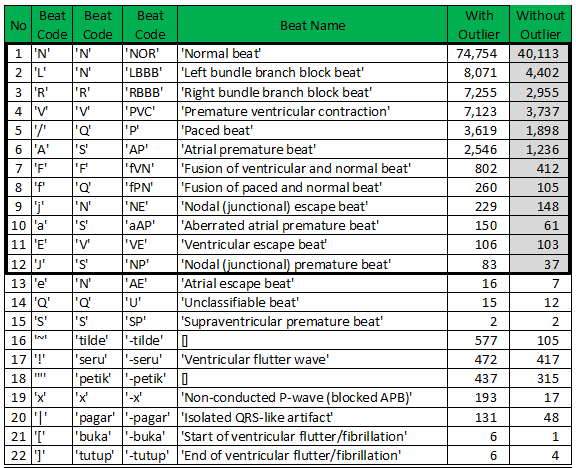 No Beat Code Beat Code Beat Code Beat Name With Outlier Without Outlier
1 'N' 'N' 'NOR' 'Normal beat' 74,754 40,113
2 'L' 'N' 'LBBB' 'Left bundle branch block beat' 8,071 4,402
3 'R' 'R' 'RBBB' 'Right bundle branch block beat' 7,255 2,955
4 'V' 'V' 'PVC' 'Premature ventricular contraction' 7,123 3,737
5 '/' 'Q' 'P' 'Paced beat' 3,619 1,898
6 'A' 'S' 'AP' 'Atrial premature beat' 2,546 1,236
7 'F' 'F' 'fVN' 'Fusion of ventricular and normal beat' 802 412
8 'f' 'Q' 'fPN' 'Fusion of paced and normal beat' 260 105
9 'j' 'N' 'NE' 'Nodal (junctional) escape beat' 229 148
10 'a' 'S' 'aAP' 'Aberrated atrial premature beat' 150 61
11 'E' 'V' 'VE' 'Ventricular escape beat' 106 103
12 'J' 'S' 'NP' 'Nodal (junctional) premature beat' 83 37
13 'e' 'N' 'AE' 'Atrial escape beat' 16 7
14 'Q' 'Q' 'U' 'Unclassifiable beat' 15 12
15 'S' 'S' 'SP' 'Supraventricular premature beat' 2 2
16 '~' 'tilde' '-tilde' [] 577 105
17 '!' 'seru' '-seru' 'Ventricular flutter wave' 472 417
18 '"' 'petik' '-petik' [] 437 315
19 'x' 'x' '-x' 'Non-conducted P-wave (blocked APB)' 193 17
20 '|' 'pagar' '-pagar' 'Isolated QRS-like artifact' 131 48
21 '[' 'buka' '-buka' 'Start of ventricular flutter/fibrillation' 6 1
22 ']' 'tutup' '-tutup' 'End of ventricular flutter/fibrillation' 6 4